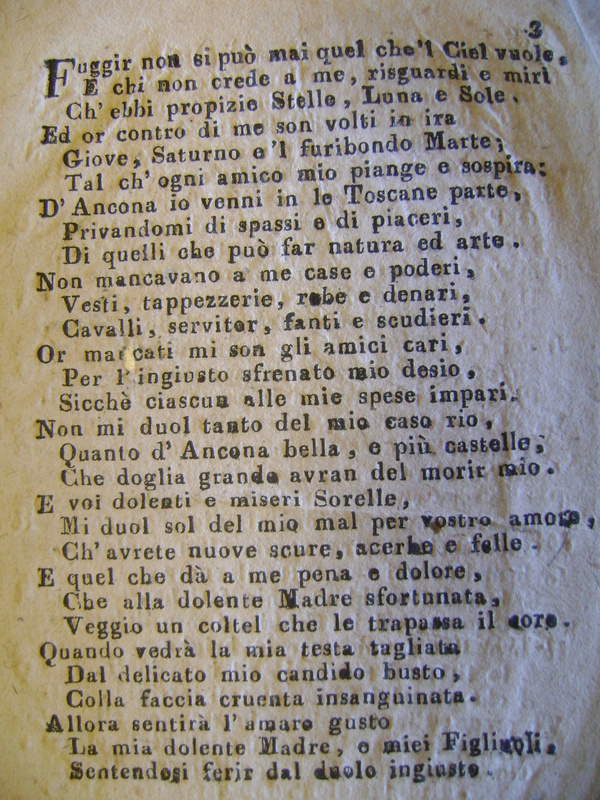 3
Fuggir non si può mai quel che'l Ciel vuole,
E chi non crede a me, risguardi e miri
Ch' ebbi propizie Stelle, Luna e Sole.
Ed or contro di me son volti in ira
Giove, Saturno e'l furibondo Marte;
Tal ch' ogni amico mio piange e sospira:
D' Ancona io venni in le Toscane parte,
Privandomi di spassi e di piaceri,
Di quelli che può far natura ed arte.
Non mancavano a me case e poderi,
Vesti, tappezzerie, robe e denari,
Cavalli, servitor, fanti e scudieri.
Or mancati mi son gli amici cari,
Per l' ingiusto sfrenato mio desio,
Sicchè ciascun alle mie spese impari.
Non mi duol tanto del mio caso rio,
Quanto d' Ancona bella, e più castelle,
Che doglia grande avran del morir mio.
E voi dolenti e miseri Sorelle,
Mi duol sol del mio mal per vostro amore,
Ch' avrete nuove scure, acerbe e felle.
E quel che dà a me pena e dolore,
Che alla dolente Madre sfortunata,
Veggio un coltel che le trapassa il core.
Quando vedrà la mia testa tagliata
Dal delicato mio candido busto,
Colla faccia cruenta insanguinata.
Allora sentirà l' amaro gusto
La mia dolente Madre, e miei Figliuoli,
Sentendosi ferir dal duolo ingiusto.